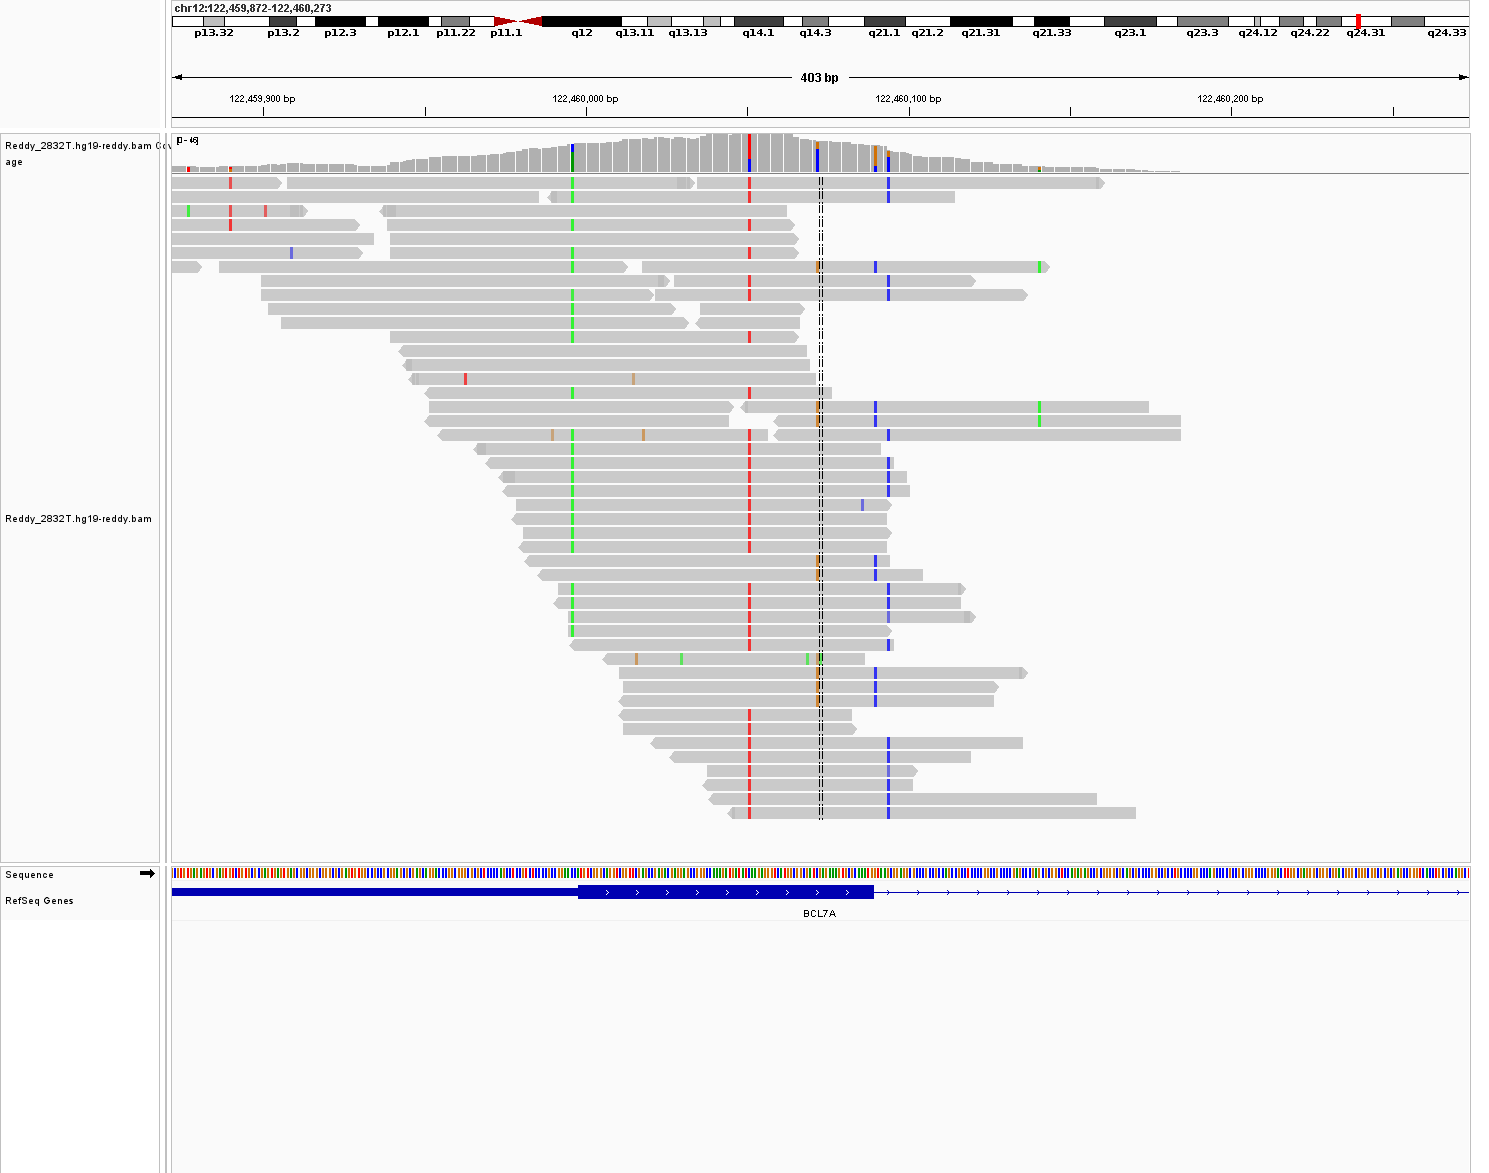 chr12:122,459,872-122,460,273
p13.32 p13.2 p12.3 p12.1 p11.22 p11.1 q12 q13.11 q13.13 q14.1 q14.3 q21.1 q21.2 q21.31 q21.33 q23.1 q23.3 q24.12 q24.22 q24.31 q24.33
403 bp
122,459,900 bp 122,460,000 bp 122,460,100 bp 122,460,200 bp
Reddy_2832T.hg19-reddy.bam Cov
age
[0 - 46]
Reddy_2832T.hg19-reddy.bam
Sequence
RefSeq Genes
BCL7A